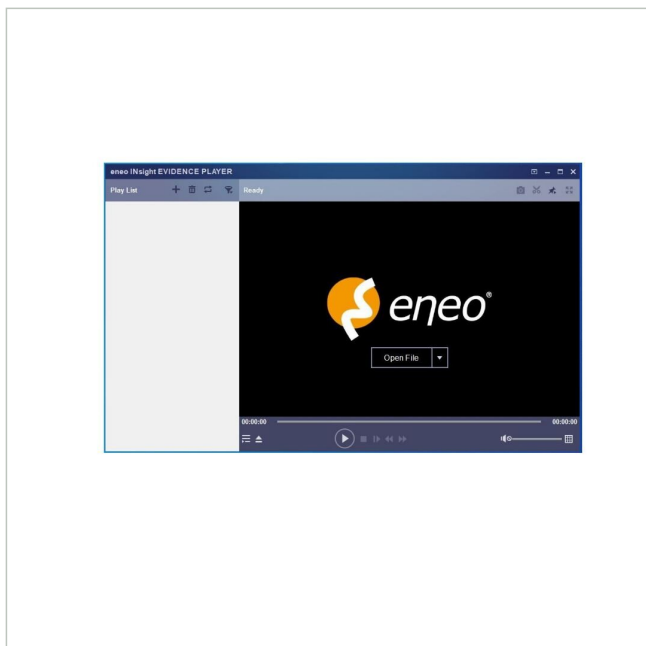 eneo INsight EVIDENCE PLAYER
Play List
Ready
eneo®
Open File
00:00:00
00:00:00